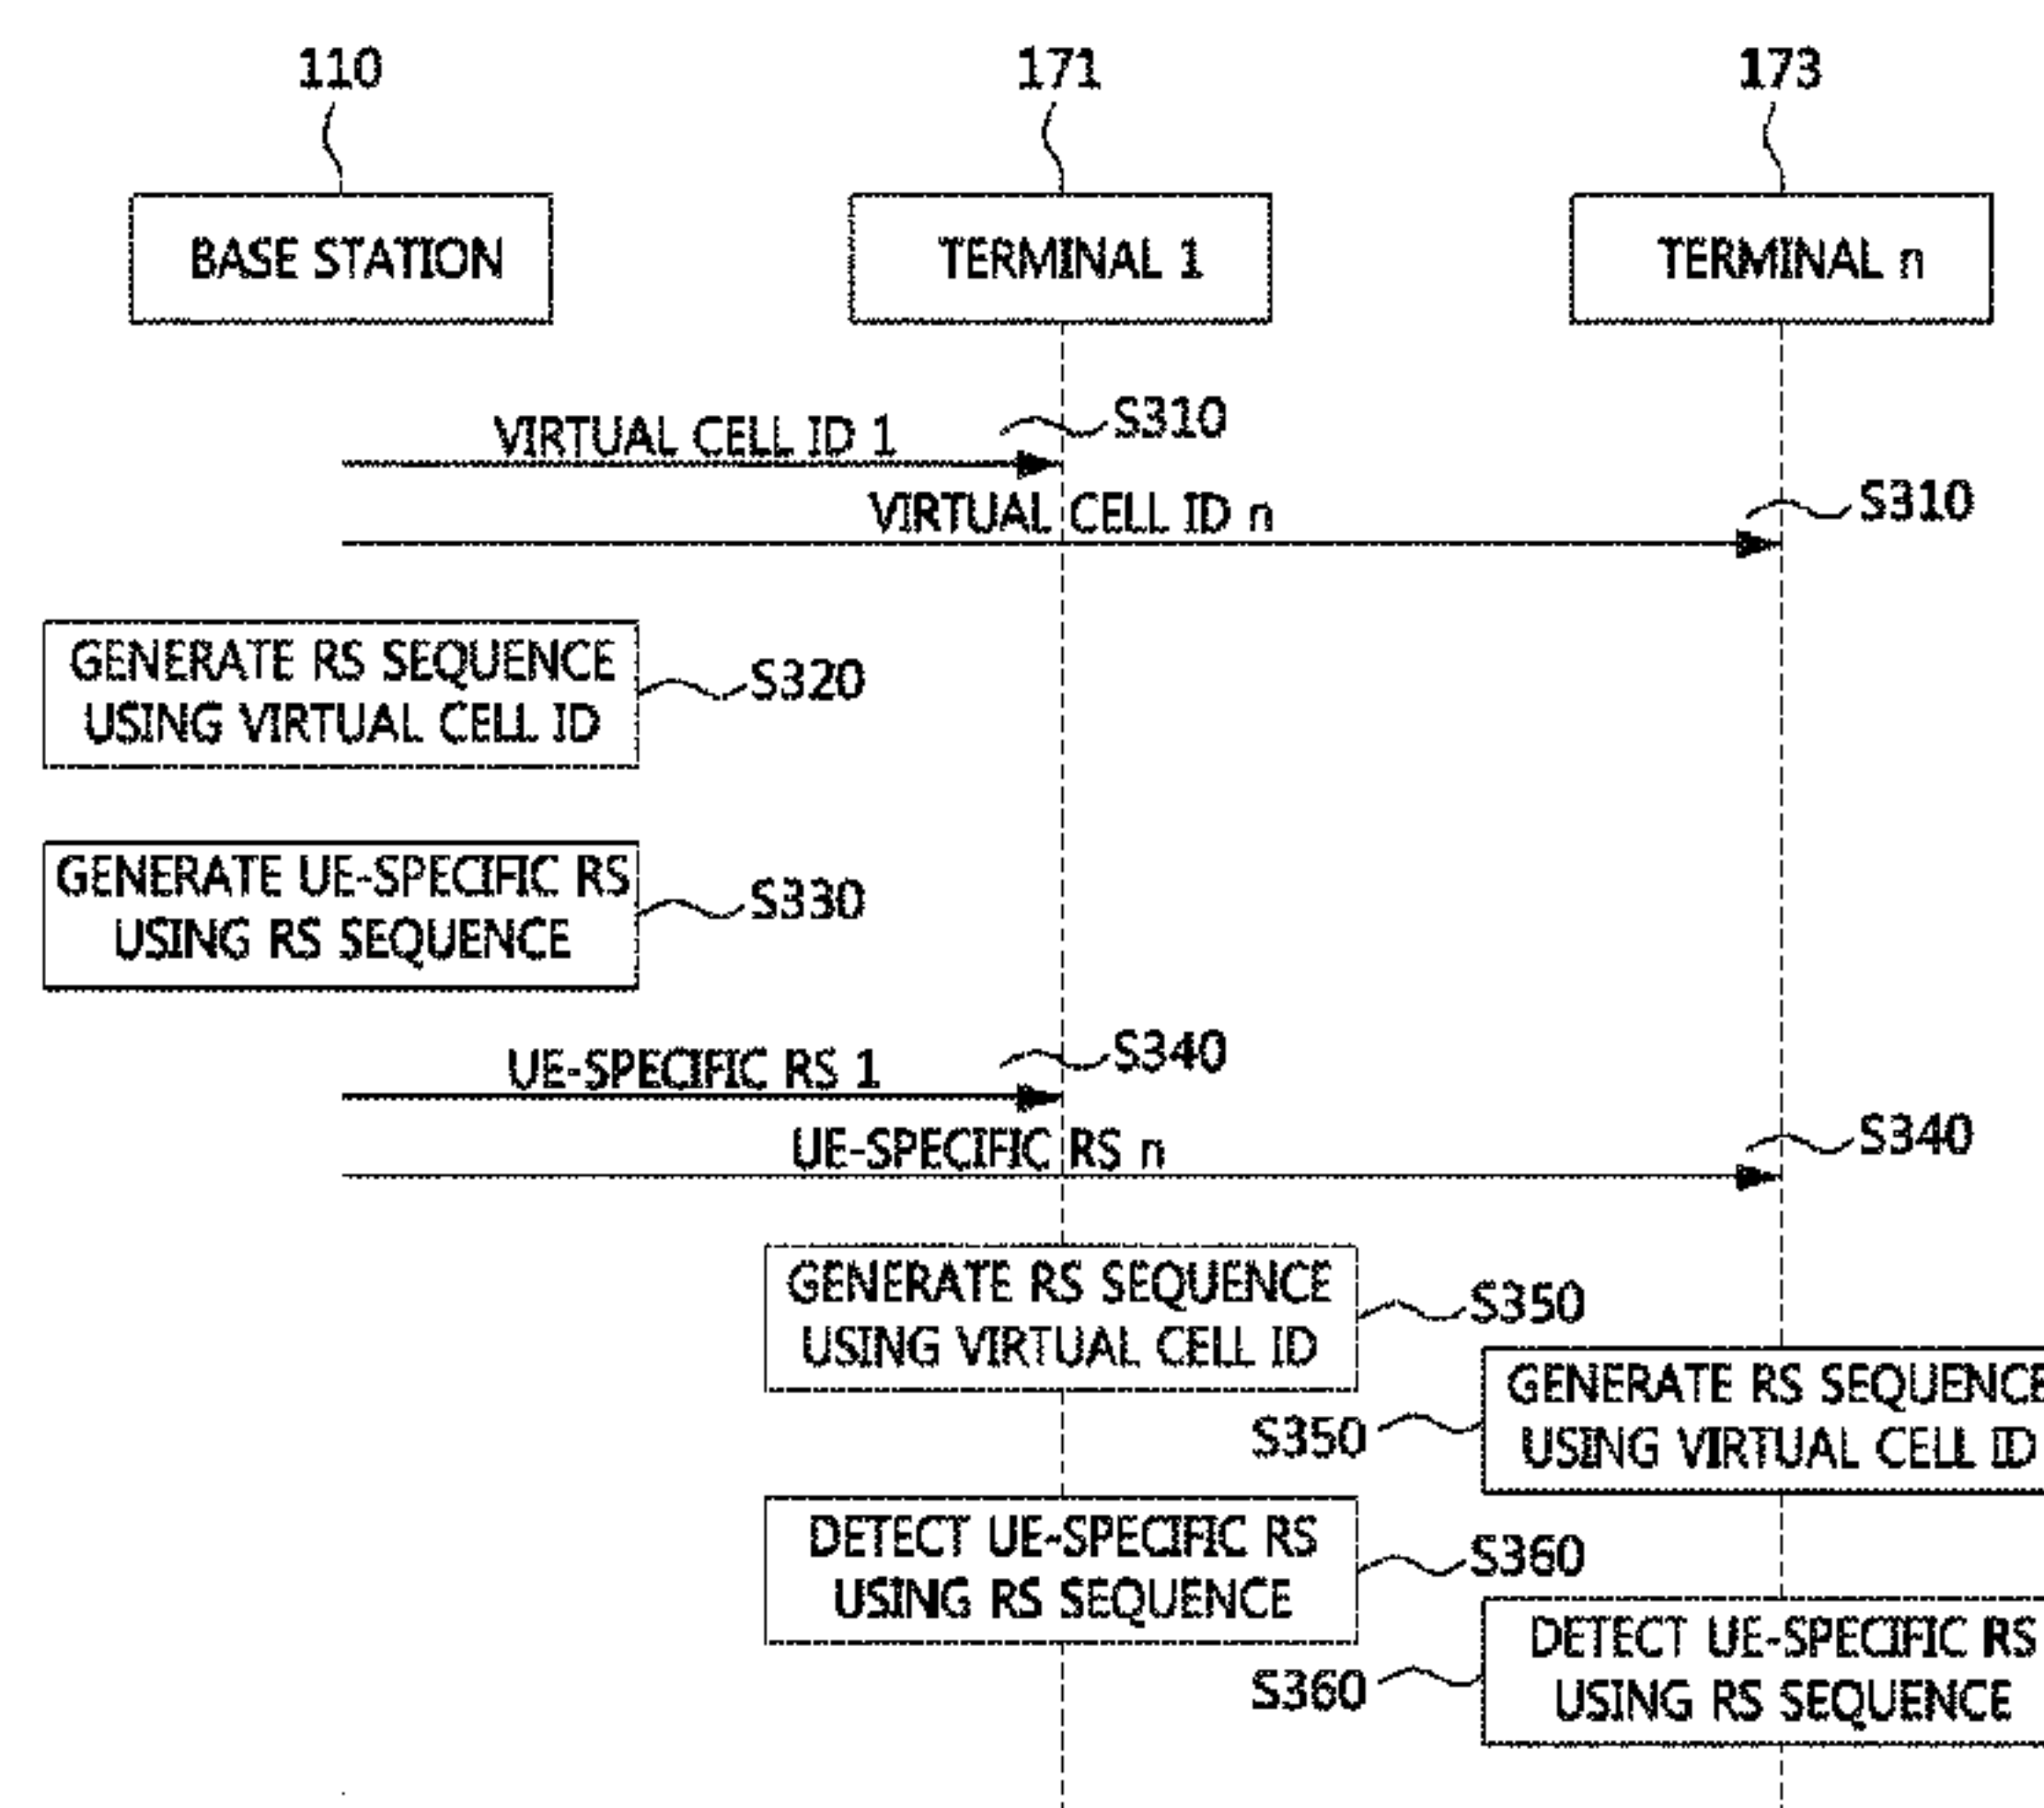 110
171
173
BASE STATION
TERMINAL 1
TERMINAL n
VIRTUAL CELL ID 1
S310
VIRTUAL CELL ID n
S310
GENERATE RS SEQUENCE
USING VIRTUAL CELL ID
S320
GENERATE UE-SPECIFIC RS
USING RS SEQUENCE
S330
UE-SPECIFIC RS 1
S340
UE-SPECIFIC RS n
S340
GENERATE RS SEQUENCE
USING VIRTUAL CELL ID
S350
GENERATE RS SEQUENCE
USING VIRTUAL CELL ID
S350
DETECT UE-SPECIFIC RS
USING RS SEQUENCE
S360
DETECT UE-SPECIFIC RS
USING RS SEQUENCE
S360